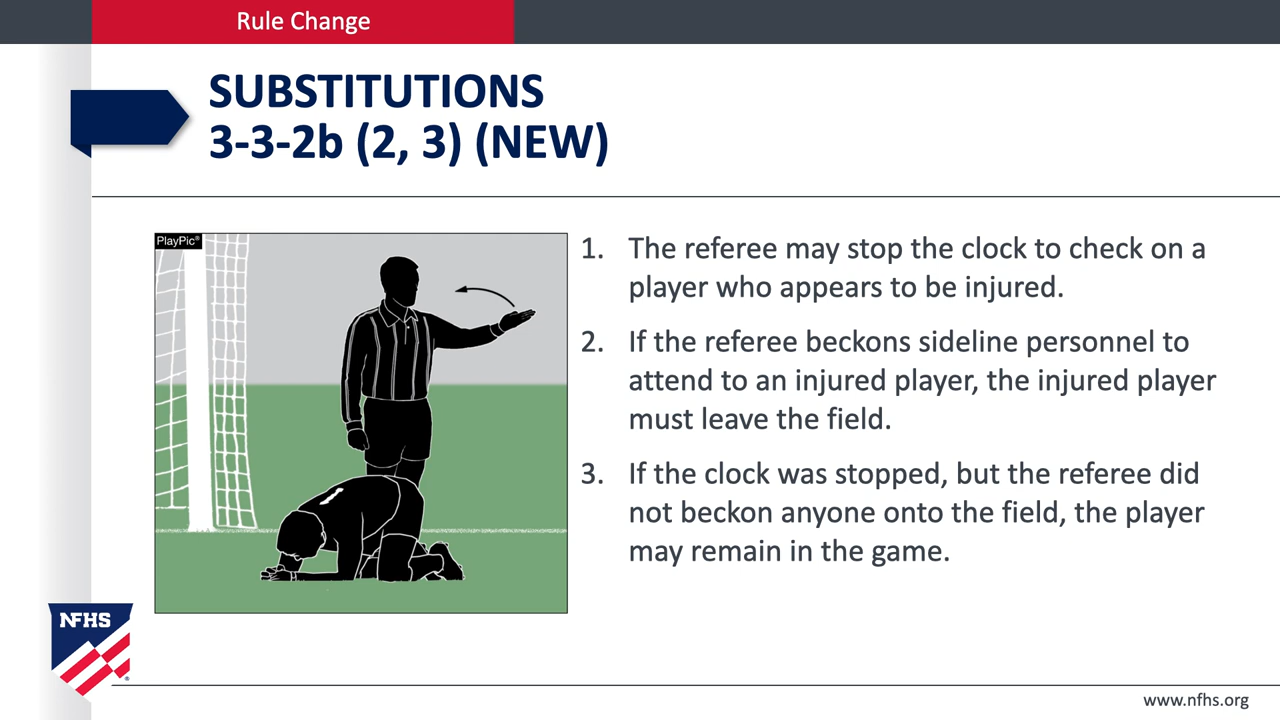 Rule Change
SUBSTITUTIONS
3-3-2b (2, 3) (NEW)
PlayPic®
1. The referee may stop the clock to check on a
player who appears to be injured.
2. If the referee beckons sideline personnel to
attend to an injured player, the injured player
must leave the field.
3. If the clock was stopped, but the referee did
not beckon anyone onto the field, the player
may remain in the game.
1
NFHS
®
www.nfhs.org